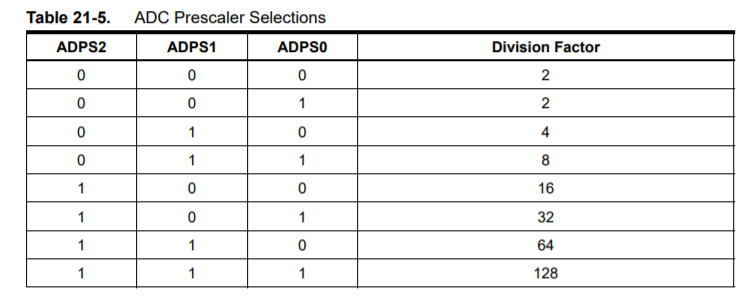 Table 21-5. ADC Prescaler Selections
ADPS2 ADPS1 ADPS0 Division Factor
0 0 0 2
0 0 1 2
0 1 0 4
0 1 1 8
1 0 0 16
1 0 1 32
1 1 0 64
1 1 1 128